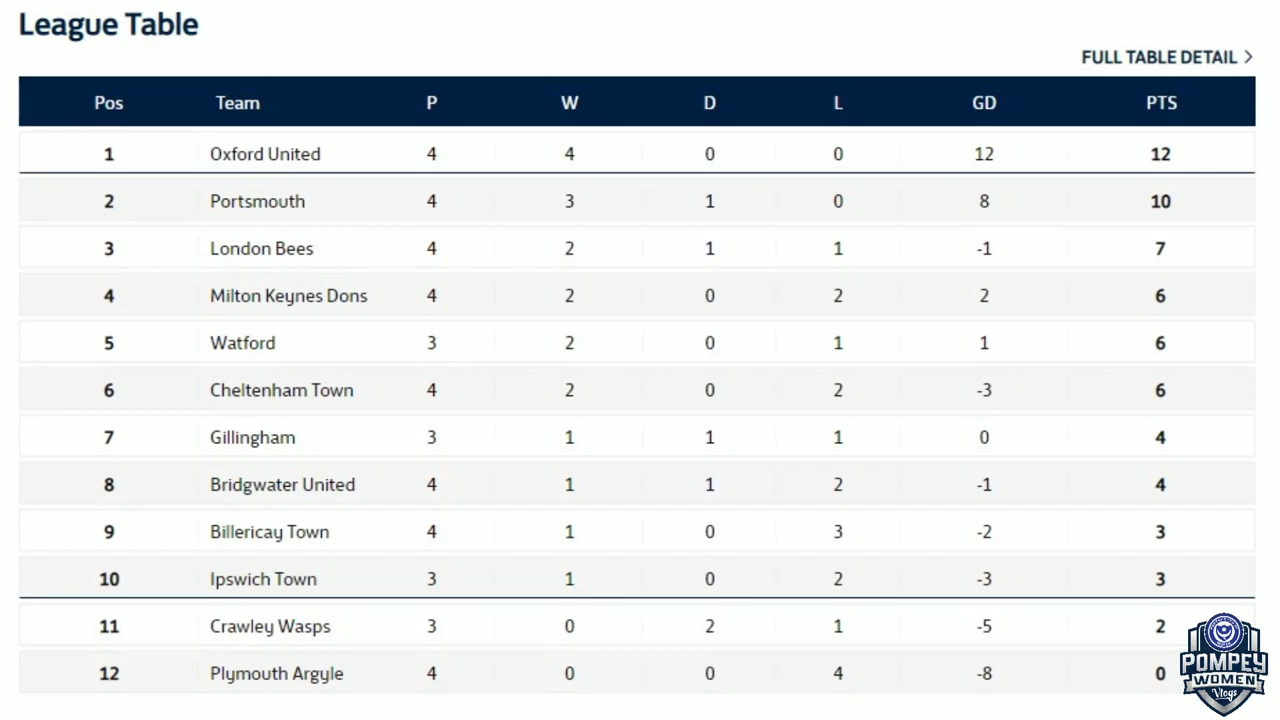 League Table
FULL TABLE DETAIL
Pos Team P W D L GD PTS
1 Oxford United 4 4 0 0 12 12
2 Portsmouth 4 3 1 0 8 10
3 London Bees 4 2 1 1 -1 7
4 Milton Keynes Dons 4 2 0 2 2 6
5 Watford 3 2 0 1 1 6
6 Cheltenham Town 4 2 0 2 -3 6
7 Gillingham 3 1 1 1 0 4
8 Bridgwater United 4 1 1 2 -1 4
9 Billericay Town 4 1 0 3 -2 3
10 Ipswich Town 3 1 0 2 -3 3
11 Crawley Wasps 3 0 2 1 -5 2
12 Plymouth Argyle 4 0 0 4 -8 0
POMPEY
WOMEN
Vlogs